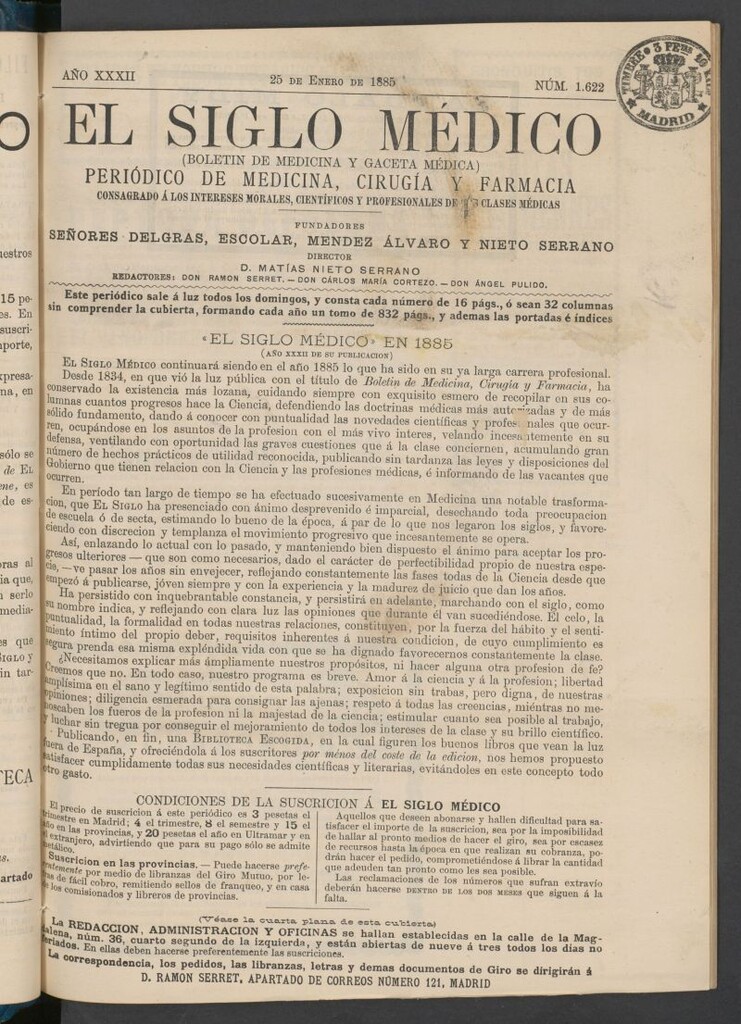 AÑO XXXII
25 DE ENERO DE 1885
NÚM. 1.622
TIMBRE 3 PEs
MADRID
EL SIGLO MÉDICO
(BOLETIN DE MEDICINA Y GACETA MÉDICA)
PERIÓDICO DE MEDICINA, CIRUGÍA Y FARMACIA
CONSAGRADO Á LOS INTERESES MORALES, CIENTÍFICOS Y PROFESIONALES DE CLASES MÉDICAS
FUNDADORES
SEÑORES DELGRAS, ESCOLAR, MENDEZ ÁLVARO Y NIETO SERRANO
DIRECTOR
D. MATÍAS NIETO SERRANO
REDACTORES: DON RAMON SERRET. — DON CÁRLOS MARÍA CORTEZO. — DON ÁNGEL PULIDO.
Este periódico sale á luz todos los domingos, y consta cada número de 16 págs., ó sean 32 columnas
sin comprender la cubierta, formando cada año un tomo de 832 págs., y ademas las portadas é índices
«EL SIGLO MÉDICO» EN 1885
(AÑO XXXII DE SU PUBLICACION)
EL SIGLO MÉDICO continuará siendo en el año 1885 lo que ha sido en su ya larga carrera profesional.
Desde 1834, en que vió la luz pública con el título de Boletin de Medicina, Cirugía y Farmacia, ha
conservado la existencia más lozana, cuidando siempre con exquisito esmero de recopilar en sus co-
lumnas cuantos progresos hace la Ciencia, defendiendo las doctrinas médicas más autorizadas y de más
sólido fundamento, dando á conocer con puntualidad las novedades científicas y profesionales que ocur-
ren, ocupándose en los asuntos de la profesion con el más vivo interes, velando incesantemente en su
defensa, ventilando con oportunidad las graves cuestiones que á la clase conciernen, acumulando gran
número de hechos prácticos de utilidad reconocida, publicando sin tardanza las leyes y disposiciones del
Gobierno que tienen relacion con la Ciencia y las profesiones médicas, é informando de las vacantes que
ocurren.
En período tan largo de tiempo se ha efectuado sucesivamente en Medicina una notable trasforma-
cion, que EL SIGLO ha presenciado con ánimo desprevenido é imparcial, desechando toda preocupacion
de escuela ó de secta, estimando lo bueno de la época, á par de lo que nos legaron los siglos, y favore-
ciendo con discrecion y templanza el movimiento progresivo que incesantemente se opera.
Así, enlazando lo actual con lo pasado, y manteniendo bien dispuesto el ánimo para aceptar los pro-
gresos ulteriores — que son como necesarios, dado el carácter de perfectibilidad propio de nuestra espe-
cie, — ve pasar los años sin envejecer, reflejando constantemente las fases todas de la Ciencia desde que
empezó á publicarse, jóven siempre y con la experiencia y la madurez de juicio que dan los años.
Ha persistido con inquebrantable constancia, y persistirá en adelante, marchando con el siglo, como
su nombre indica, y reflejando con clara luz las opiniones que durante él van sucediéndose. El celo, la
puntualidad, la formalidad en todas nuestras relaciones, constituyen, por la fuerza del hábito y el senti-
miento íntimo del propio deber, requisitos inherentes á nuestra condicion, de cuyo cumplimiento es
segura prenda esa misma expléndida vida con que se ha dignado favorecernos constantemente la clase.
¿Necesitamos explicar más ámpliamente nuestros propósitos, ni hacer alguna otra profesion de fe?
Creemos que no. En todo caso, nuestro programa es breve. Amor á la ciencia y á la profesion; libertad
amplísima en el sano y legítimo sentido de esta palabra; exposicion sin trabas, pero digna, de nuestras
opiniones; diligencia esmerada para consignar las ajenas; respeto á todas las creencias, miéntras no me-
noscaben los fueros de la profesion ni la majestad de la ciencia; estimular cuanto sea posible al trabajo,
y luchar sin tregua por conseguir el mejoramiento de todos los intereses de la clase y su brillo científico.
Publicando, en fin, una BIBLIOTECA ESCOGIDA, en la cual figuren los buenos libros que vean la luz
fuera de España, y ofreciéndola á los suscritores por ménos del coste de la edicion, nos hemos propuesto
satisfacer cumplidamente todas sus necesidades científicas y literarias, evitándoles en este concepto todo
otro gasto.
CONDICIONES DE LA SUSCRICION Á EL SIGLO MÉDICO
El precio de suscricion á este periódico es 3 pesetas el
trimestre en Madrid; 4 el trimestre, 8 el semestre y 15 el
año en las provincias, y 20 pesetas el año en Ultramar y en
el extranjero, advirtiendo que para su pago sólo se admite
metálico.
Suscricion en las provincias. — Puede hacerse prefe-
rentemente por medio de libranzas del Giro Mutuo, por le-
tras de fácil cobro, remitiendo sellos de franqueo, y en casa
de los comisionados y libreros de provincias.
Aquellos que deseen abonarse y hallen dificultad para sa-
tisfacer el importe de la suscricion, sea por la imposibilidad
de hallar al pronto medios de hacer el giro, sea por escasez
de recursos hasta la época en que realizan su cobranza, po-
drán hacer el pedido, comprometiéndose á librar la cantidad
que adeuden tan pronto como les sea posible.
Las reclamaciones de los números que sufran extravío
deberán hacerse DENTRO DE LOS DOS MESES que siguen á la
falta.
(Véase la cuarta plana de esta cubierta)
La REDACCION, ADMINISTRACION Y OFICINAS se hallan establecidas en la calle de la Mag-
dalena, núm. 36, cuarto segundo de la izquierda, y están abiertas de nueve á tres todos los dias no
feriados. En ellas deben hacerse preferentemente las suscriciones.
La correspondencia, los pedidos, las libranzas, letras y demas documentos de Giro se dirigirán á
D. RAMON SERRET, APARTADO DE CORREOS NÚMERO 121, MADRID